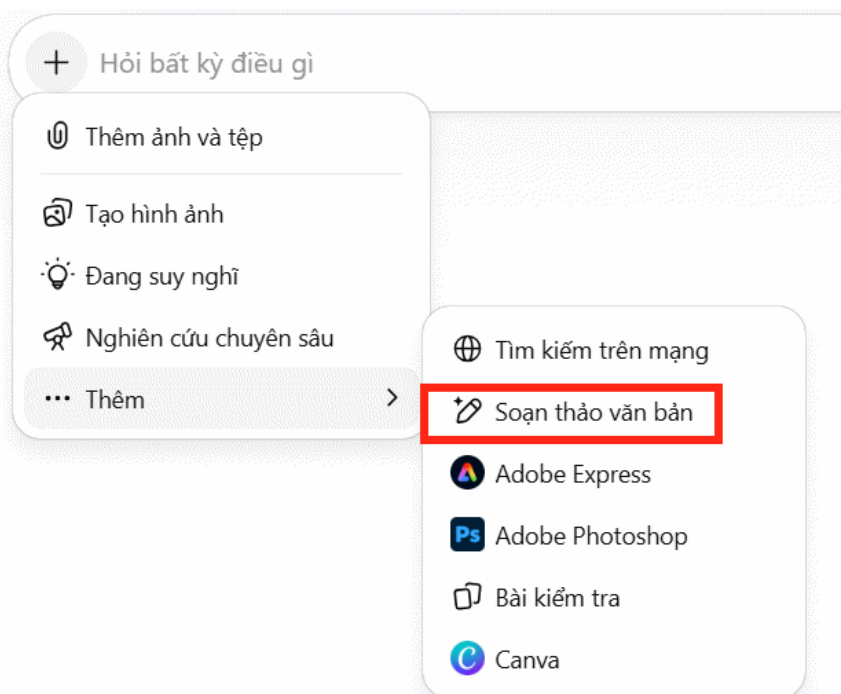 Hỏi bất kỳ điều gì
Thêm ảnh và tệp
Tạo hình ảnh
Đang suy nghĩ
Nghiên cứu chuyên sâu
Thêm
Tìm kiếm trên mạng
Soạn thảo văn bản
Adobe Express
Ps Adobe Photoshop
Bài kiểm tra
C Canva